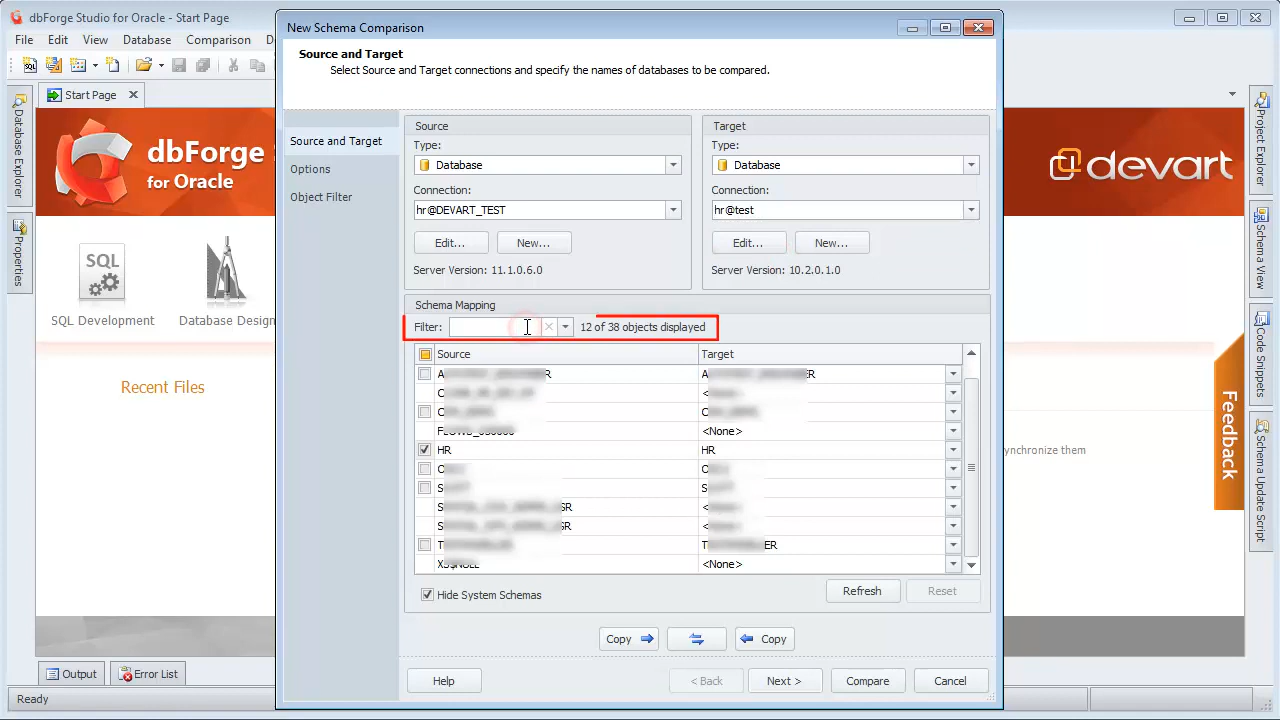 dbForge Studio for Oracle - Start Page
File Edit View Database Comparison
Start Page
Database Explorer
Properties
dbForge
for Oracle
SQL
SQL Development
Database Design
Recent Files
Output
Error List
Ready
New Schema Comparison
Source and Target
Select Source and Target connections and specify the names of databases to be compared.
Source and Target
Options
Object Filter
Source
Type:
Database
Connection:
hr@DEVART_TEST
Edit...
New...
Server Version: 11.1.0.6.0
Target
Type:
Database
Connection:
hr@test
Edit...
New...
Server Version: 10.2.0.1.0
Schema Mapping
Filter:
12 of 38 objects displayed
Source Target
<None>
HR HR
<None>
Hide System Schemas
Refresh
Reset
Copy
Copy
Help
< Back
Next >
Compare
Cancel
devart
ynchronize them
Feedback
Project Explorer
Schema View
Code Snippets
Schema Update Script